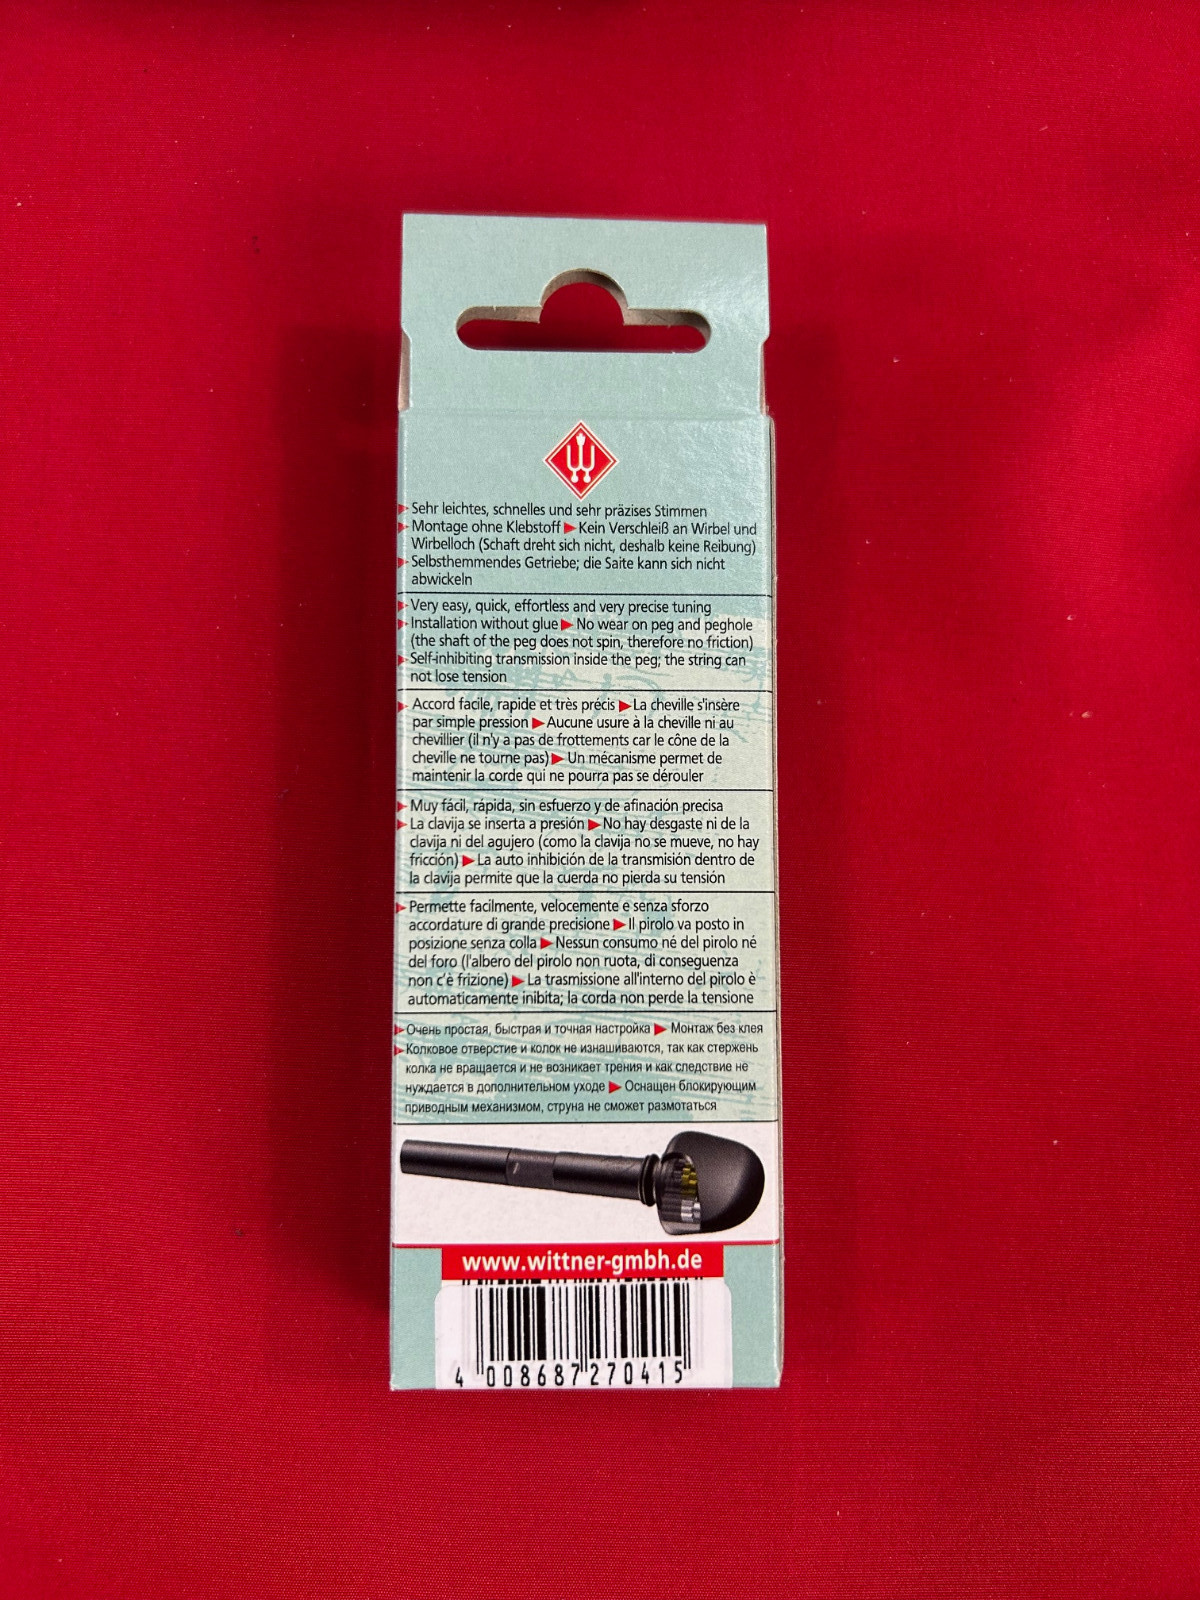 ▶ Sehr leichtes, schnelles und sehr präzises Stimmen
▶ Montage ohne Klebstoff ▶ Kein Verschleiß an Wirbel und
Wirbelloch (Schaft dreht sich nicht, deshalb keine Reibung)
▶ Selbsthemmendes Getriebe; die Saite kann sich nicht
abwickeln
▶ Very easy, quick, effortless and very precise tuning
▶ Installation without glue ▶ No wear on peg and peghole
(the shaft of the peg does not spin, therefore no friction)
▶ Self-inhibiting transmission inside the peg; the string can
not lose tension
▶ Accord facile, rapide et très précis ▶ La cheville s'insère
par simple pression ▶ Aucune usure à la cheville ni au
chevillier (il n'y a pas de frottements car le cône de la
cheville ne tourne pas) ▶ Un mécanisme permet de
maintenir la corde qui ne pourra pas se dérouler
▶ Muy fácil, rápida, sin esfuerzo y de afinación precisa
▶ La clavija se inserta a presión ▶ No hay desgaste ni de la
clavija ni del agujero (como la clavija no se mueve, no hay
fricción) ▶ La auto inhibición de la transmisión dentro de
la clavija permite que la cuerda no pierda su tensión
▶ Permette facilmente, velocemente e senza sforzo
accordature di grande precisione ▶ Il pirolo va posto in
posizione senza colla ▶ Nessun consumo né del pirolo né
del foro (l'albero del pirolo non ruota, di conseguenza
non c'è frizione) ▶ La trasmissione all'interno del pirolo è
automaticamente inibita; la corda non perde la tensione
▶ Очень простая, быстрая и точная настройка ▶ Монтаж без клея
▶ Колковое отверстие и колок не изнашиваются, так как стержень
колка не вращается и не возникает трения и как следствие не
нуждается в дополнительном уходе ▶ Оснащен блокирующим
приводным механизмом, струна не сможет размотаться
www.wittner-gmbh.de
4 008687 270415